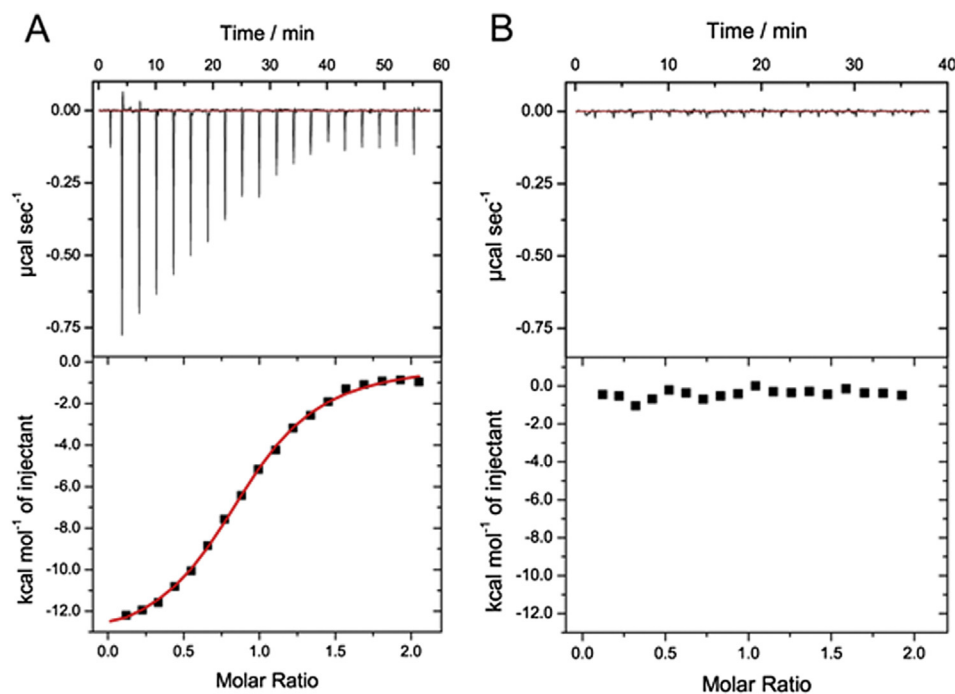 A
Time / min
0 10 20 30 40 50 60
0.00
-0.25
-0.50
-0.75
µcal sec⁻¹
0.0
-2.0
-4.0
-6.0
-8.0
-10.0
-12.0
kcal mol⁻¹ of injectant
0.0 0.5 1.0 1.5 2.0
Molar Ratio
B
Time / min
0 10 20 30 40
0.00
-0.25
-0.50
-0.75
µcal sec⁻¹
0.0
-2.0
-4.0
-6.0
-8.0
-10.0
-12.0
kcal mol⁻¹ of injectant
0.0 0.5 1.0 1.5 2.0
Molar Ratio